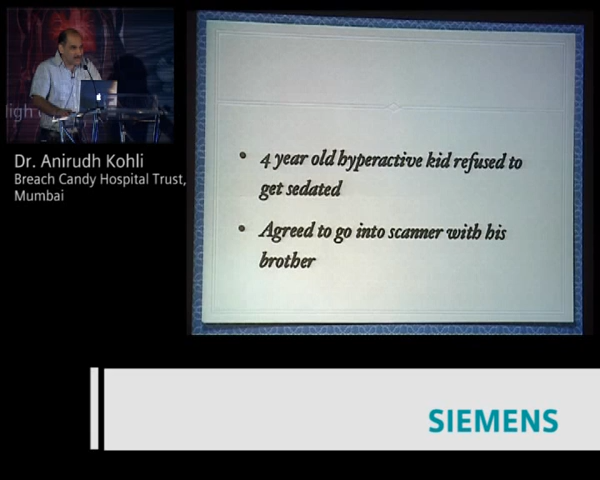 High
Dr. Anirudh Kohli
Breach Candy Hospital Trust,
Mumbai
• 4 year old hyperactive kid refused to
get sedated
• Agreed to go into scanner with his
brother
SIEMENS